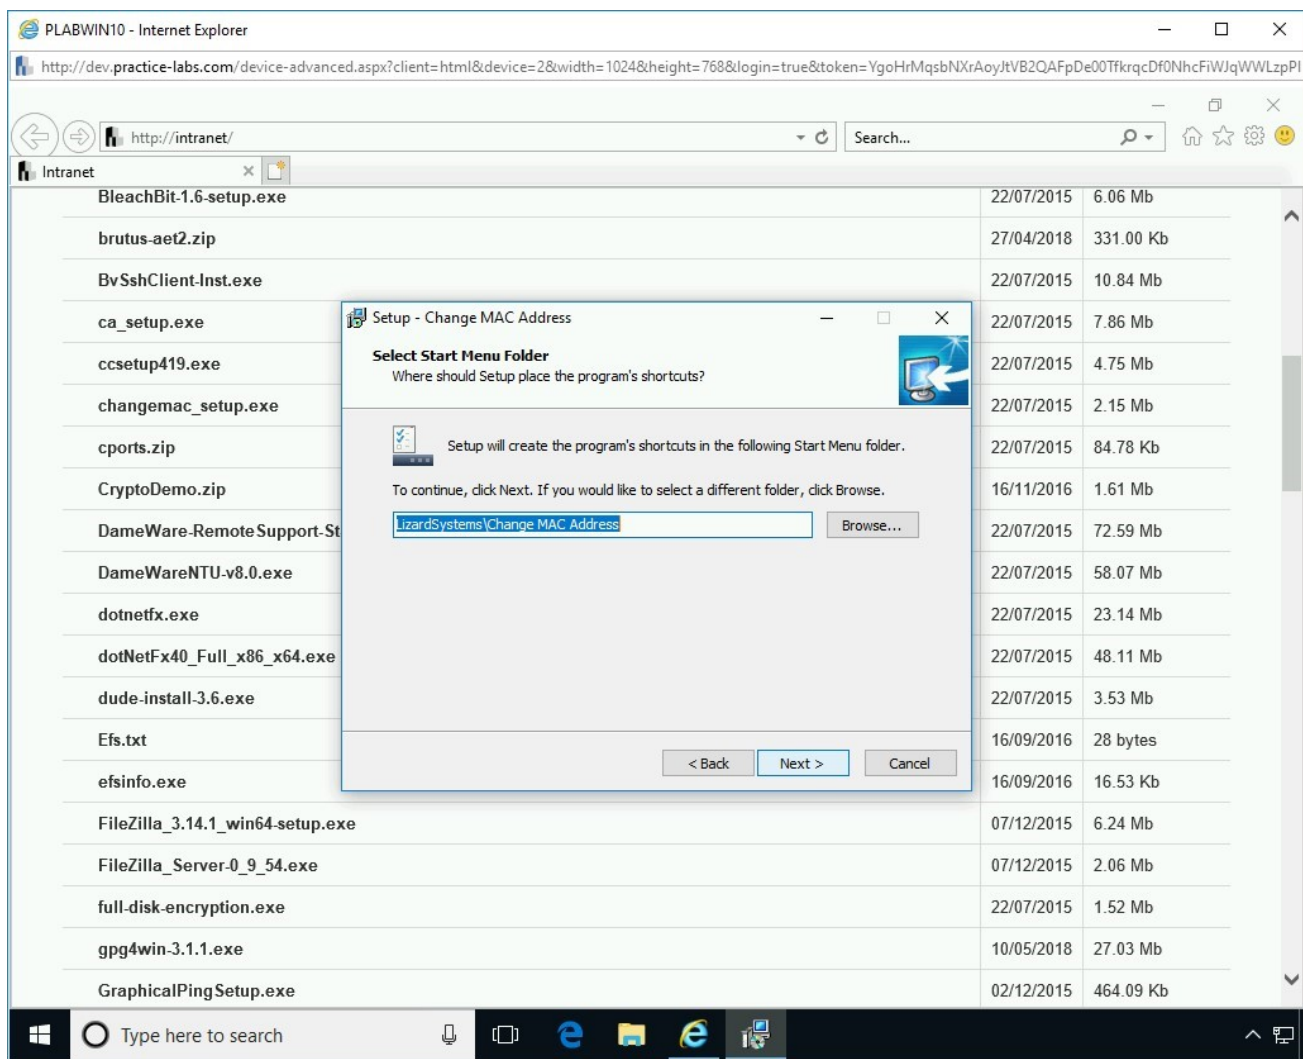 PLABWIN10 - Internet Explorer
http://dev.practice-labs.com/device-advanced.aspx?client=html&device=2&width=1024&height=768&login=true&token=YgoHrMqsbNXrAoyJtVB2QAFpDe00TfkrqcDf0NhcFiWJqWWLzpPl
http://intranet/
Search...
Intranet
BleachBit-1.6-setup.exe 22/07/2015 6.06 Mb
brutus-aet2.zip 27/04/2018 331.00 Kb
BvSshClient-Inst.exe 22/07/2015 10.84 Mb
ca_setup.exe 22/07/2015 7.86 Mb
ccsetup419.exe 22/07/2015 4.75 Mb
changemac_setup.exe 22/07/2015 2.15 Mb
cports.zip 22/07/2015 84.78 Kb
CryptoDemo.zip 16/11/2016 1.61 Mb
DameWare-RemoteSupport-St 22/07/2015 72.59 Mb
DameWareNTU-v8.0.exe 22/07/2015 58.07 Mb
dotnetfx.exe 22/07/2015 23.14 Mb
dotNetFx40_Full_x86_x64.exe 22/07/2015 48.11 Mb
dude-install-3.6.exe 22/07/2015 3.53 Mb
Efs.txt 16/09/2016 28 bytes
efsinfo.exe 16/09/2016 16.53 Kb
FileZilla_3.14.1_win64-setup.exe 07/12/2015 6.24 Mb
FileZilla_Server-0_9_54.exe 07/12/2015 2.06 Mb
full-disk-encryption.exe 22/07/2015 1.52 Mb
gpg4win-3.1.1.exe 10/05/2018 27.03 Mb
GraphicalPingSetup.exe 02/12/2015 464.09 Kb
Setup - Change MAC Address
Select Start Menu Folder
Where should Setup place the program's shortcuts?
Setup will create the program's shortcuts in the following Start Menu folder.
To continue, click Next. If you would like to select a different folder, click Browse.
LizardSystems\Change MAC Address
Browse...
< Back Next > Cancel
Type here to search